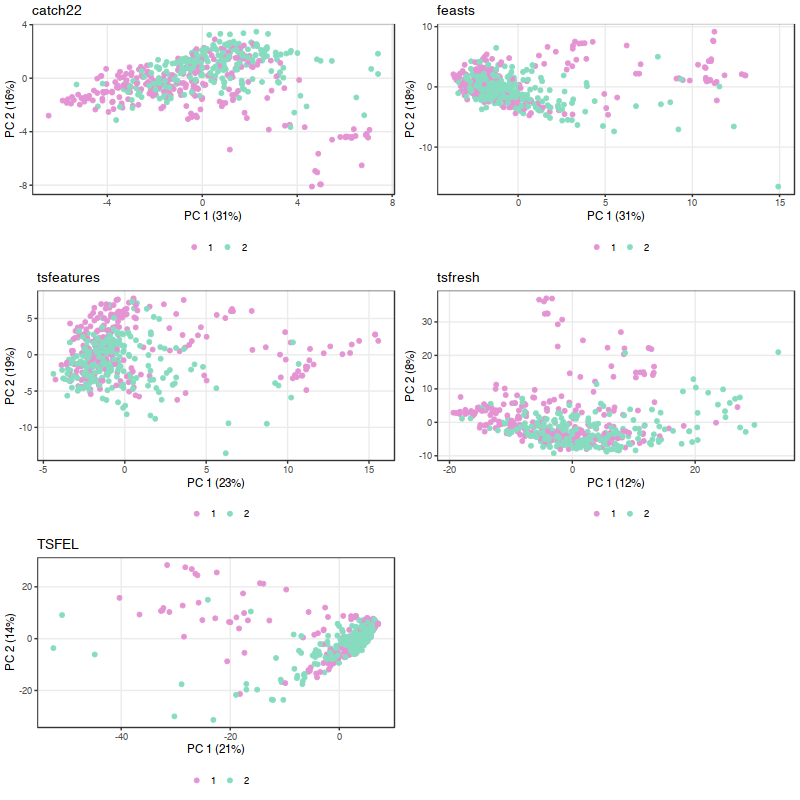 catch22
4
0
-4
-8
PC 2 (16%)
-4
0
4
8
PC 1 (31%)
1 2
feasts
10
0
-10
PC 2 (18%)
0
5
10
15
PC 1 (31%)
1 2
tsfeatures
5
0
-5
-10
PC 2 (19%)
-5
0
5
10
15
PC 1 (23%)
1 2
tsfresh
30
20
10
0
-10
PC 2 (8%)
-20
0
20
PC 1 (12%)
1 2
TSFEL
20
0
-20
PC 2 (14%)
-40
-20
0
PC 1 (21%)
1 2